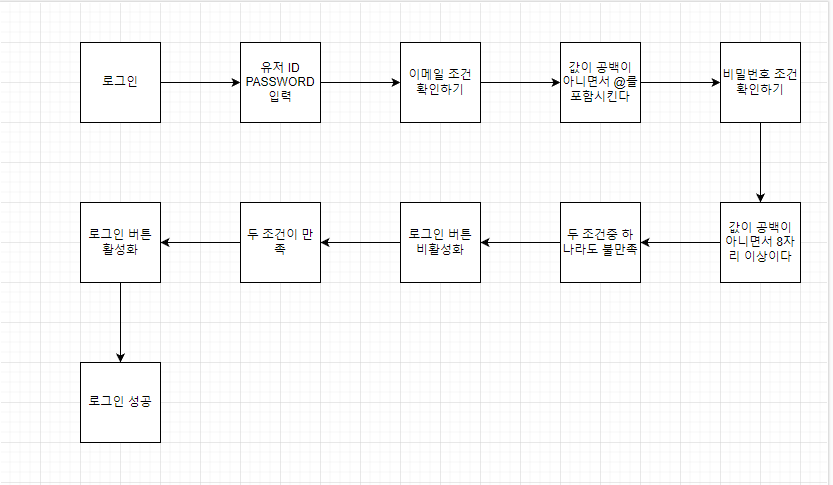 로그인
유저 ID
PASSWORD
입력
이메일 조건
확인하기
값이 공백이
아니면서 @를
포함시킨다
비밀번호 조건
확인하기
로그인 버튼
활성화
두 조건이 만
족
로그인 버튼
비활성화
두 조건중 하
나라도 불만족
값이 공백이
아니면서 8자
리 이상이다
로그인 성공